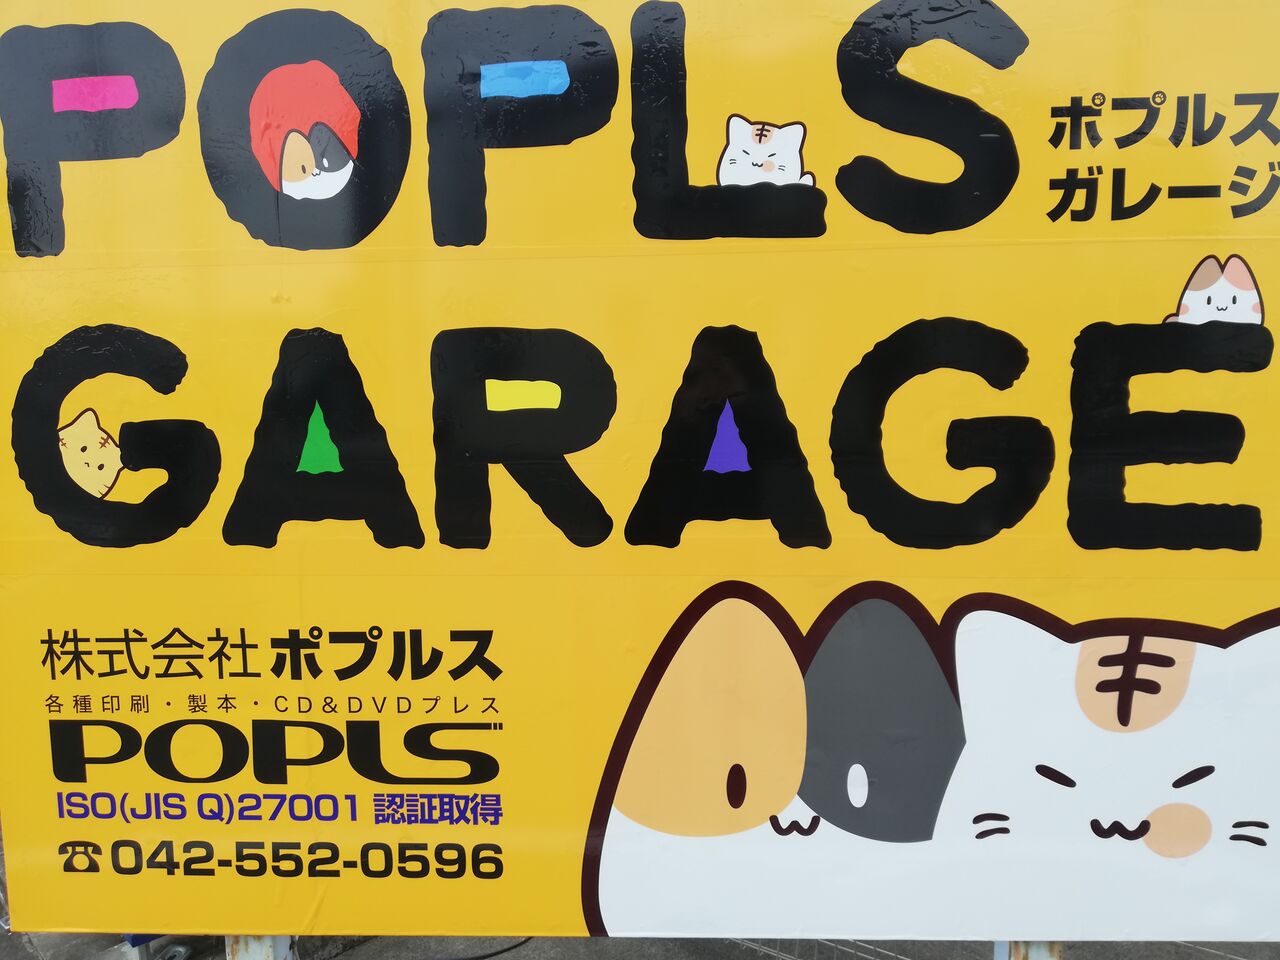 POPLS
ポプルス
ガレージ
GARAGE
株式会社ポプルス
各種印刷・製本・CD&DVDプレス
POPLS
ISO(JIS Q)27001 認証取得
☎042-552-0596